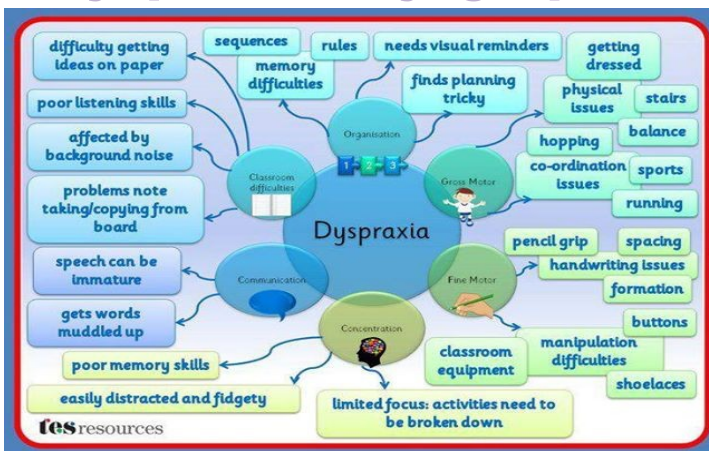 difficulty getting
ideas on paper
poor listening skills
affected by
background noise
problems note
taking/copying from
board
Classroom
difficulties
sequences
rules
memory
difficulties
needs visual reminders
finds planning
tricky
Organisation
1 2 3
getting
dressed
physical
issues
stairs
balance
hopping
co-ordination
issues
sports
running
Gross Motor
Dyspraxia
speech can be
immature
gets words
muddled up
Communication
pencil grip
spacing
handwriting issues
formation
Fine Motor
buttons
manipulation
difficulties
classroom
equipment
shoelaces
Concentration
poor memory skills
easily distracted and fidgety
limited focus: activities need to
be broken down
tes resources